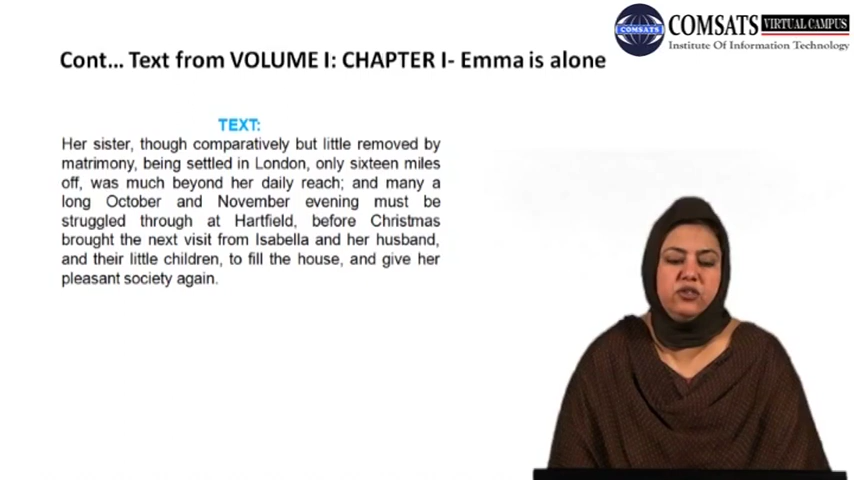 COMSATS VIRTUAL CAMPUS
Institute Of Information Technology
COMSATS
Cont... Text from VOLUME I: CHAPTER I- Emma is alone
TEXT:
Her sister, though comparatively but little removed by
matrimony, being settled in London, only sixteen miles
off, was much beyond her daily reach; and many a
long October and November evening must be
struggled through at Hartfield, before Christmas
brought the next visit from Isabella and her husband,
and their little children, to fill the house, and give her
pleasant society again.